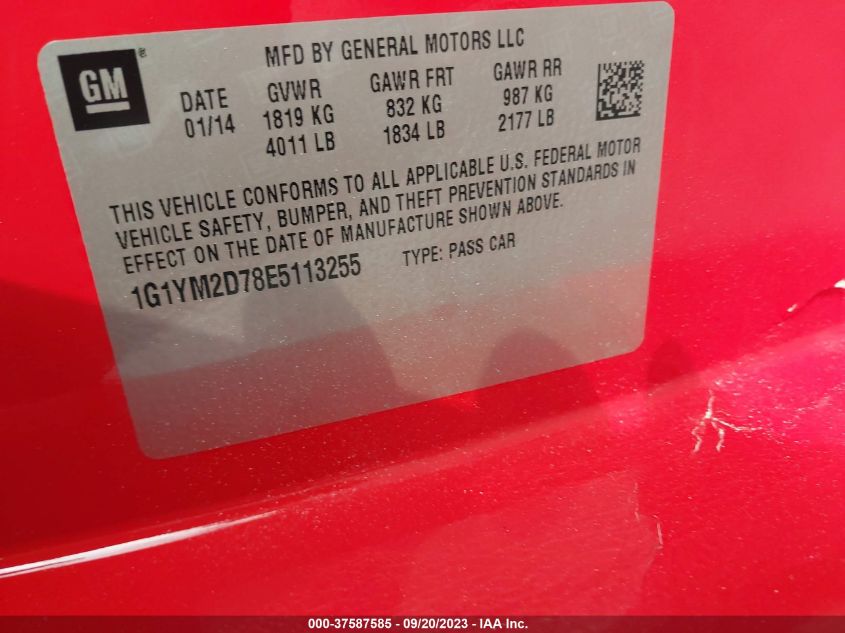 MFD BY GENERAL MOTORS LLC
GM ®
DATE GVWR GAWR FRT GAWR RR
01/14 1819 KG 832 KG 987 KG
4011 LB 1834 LB 2177 LB
THIS VEHICLE CONFORMS TO ALL APPLICABLE U.S. FEDERAL MOTOR
VEHICLE SAFETY, BUMPER, AND THEFT PREVENTION STANDARDS IN
EFFECT ON THE DATE OF MANUFACTURE SHOWN ABOVE.
1G1YM2D78E5113255 TYPE: PASS CAR
000-37587585 - 09/20/2023 - IAA Inc.